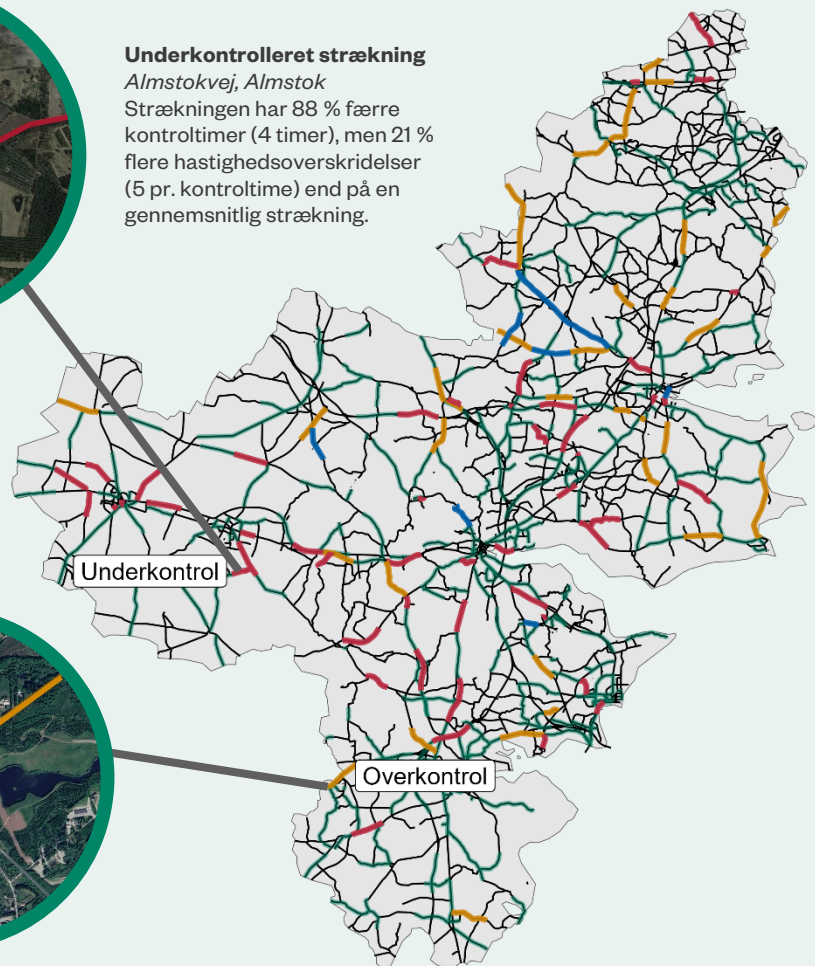 Underkontrolleret strækning
Almstokvej, Almstok
Strækningen har 88 % færre
kontroltimer (4 timer), men 21 %
flere hastighedsoverskridelser
(5 pr. kontroltime) end på en
gennemsnitlig strækning.
Underkontrol
Overkontrol